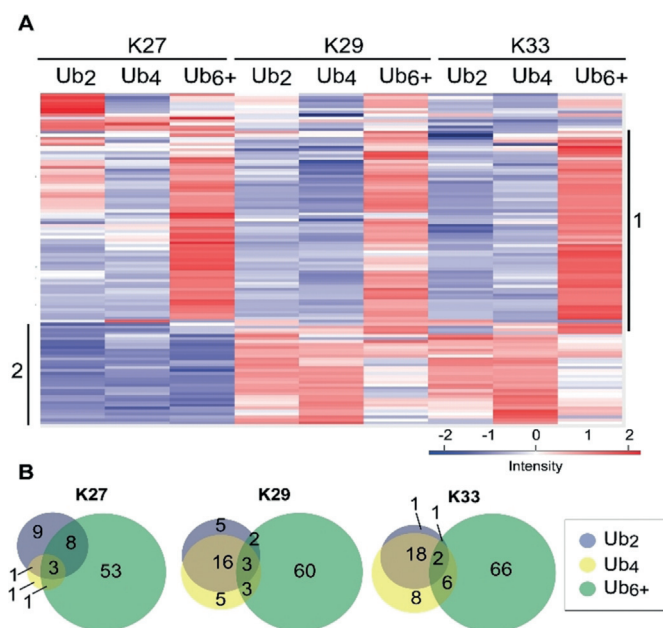 A
K27 K29 K33
Ub2 Ub4 Ub6+ Ub2 Ub4 Ub6+ Ub2 Ub4 Ub6+
1
2
-2 -1 0 1 2
Intensity
B
K27 K29 K33
9 8 3 53 1 1 1
5 2 16 3 3 5 60
1 1 18 2 6 8 66
Ub2
Ub4
Ub6+